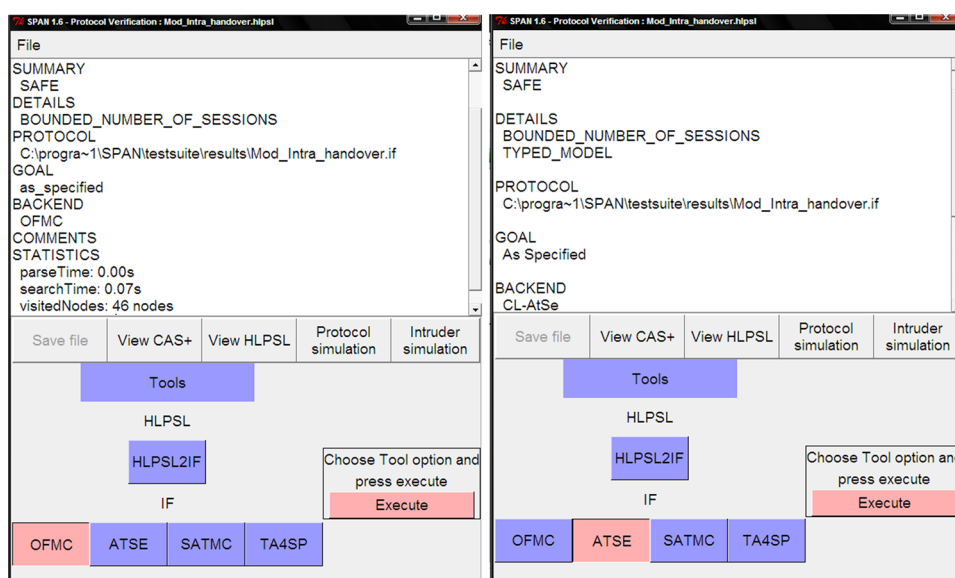 SPAN 1.6 - Protocol Verification : Mod_Intra_handover.hlpsl
File
SUMMARY
SAFE
DETAILS
BOUNDED_NUMBER_OF_SESSIONS
PROTOCOL
C:\progra~1\SPAN\testsuite\results\Mod_Intra_handover.if
GOAL
as_specified
BACKEND
OFMC
COMMENTS
STATISTICS
parseTime: 0.00s
searchTime: 0.07s
visitedNodes: 46 nodes
Save file
View CAS+
View HLPSL
Protocol
simulation
Intruder
simulation
Tools
HLPSL
HLPSL2IF
IF
Choose Tool option and
press execute
Execute
OFMC
ATSE
SATMC
TA4SP
SPAN 1.6 - Protocol Verification : Mod_Intra_handover.hlpsl
File
SUMMARY
SAFE
DETAILS
BOUNDED_NUMBER_OF_SESSIONS
TYPED_MODEL
PROTOCOL
C:\progra~1\SPAN\testsuite\results\Mod_Intra_handover.if
GOAL
As Specified
BACKEND
CL-AtSe
Save file
View CAS+
View HLPSL
Protocol
simulation
Intruder
simulation
Tools
HLPSL
HLPSL2IF
IF
Choose Tool option and
press execute
Execute
OFMC
ATSE
SATMC
TA4SP